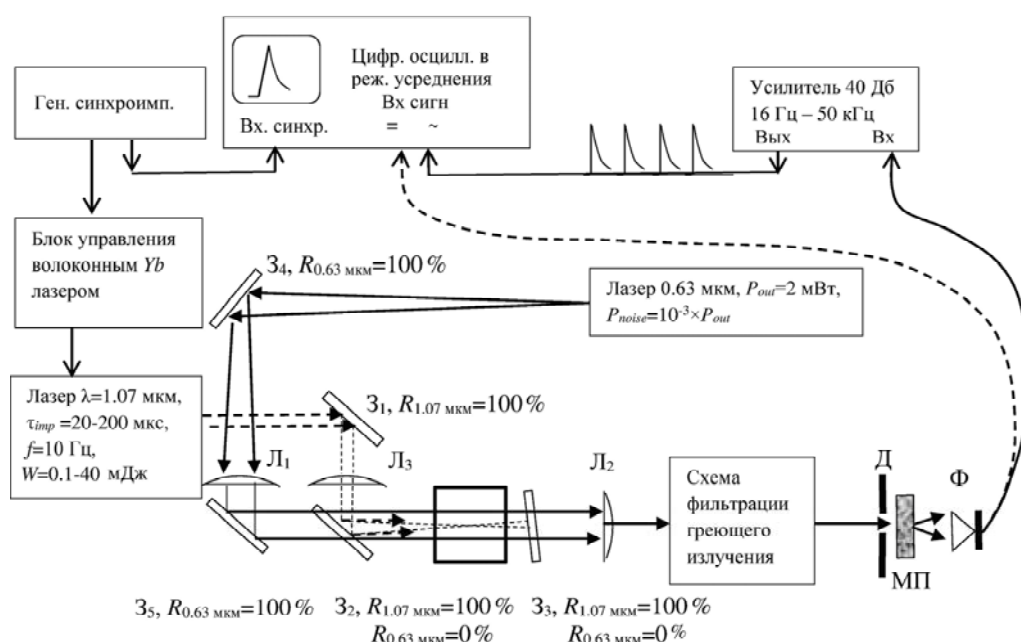 Ген. синхроимп.
Цифр. осцилл. в
реж. усреднения
Вх сигн
Вх. синхр. = ~
Усилитель 40 Дб
16 Гц – 50 кГц
Вых Вх
Блок управления
волоконным Yb
лазером
З4, R0.63 мкм=100 %
Лазер 0.63 мкм, Pout=2 мВт,
Pnoise=10-3×Pout
Лазер λ=1.07 мкм,
τimp =20-200 мкс,
f=10 Гц,
W=0.1-40 мДж
З1, R1.07 мкм=100 %
Л1
Л3
Л2
Схема
фильтрации
греющего
излучения
Д
Ф
МП
З5, R0.63 мкм=100 %
З2, R1.07 мкм=100 %
R0.63 мкм=0 %
З3, R1.07 мкм=100 %
R0.63 мкм=0 %